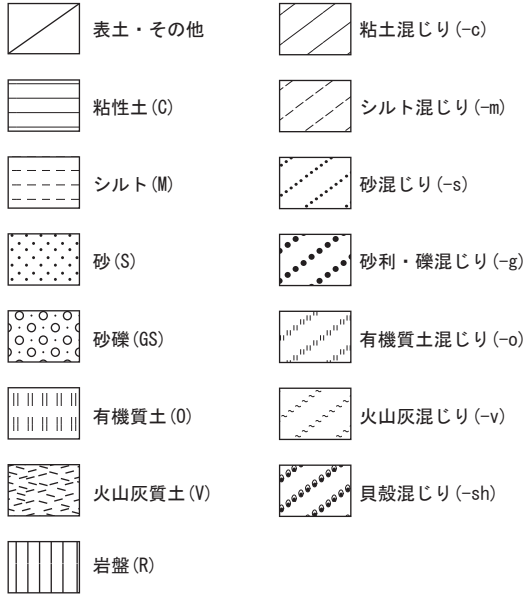 表土・その他
粘性土(C)
シルト(M)
砂(S)
砂礫(GS)
有機質土(O)
火山灰質土(V)
岩盤(R)
粘土混じり(-c)
シルト混じり(-m)
砂混じり(-s)
砂利・礫混じり(-g)
有機質土混じり(-o)
火山灰混じり(-v)
貝殻混じり(-sh)